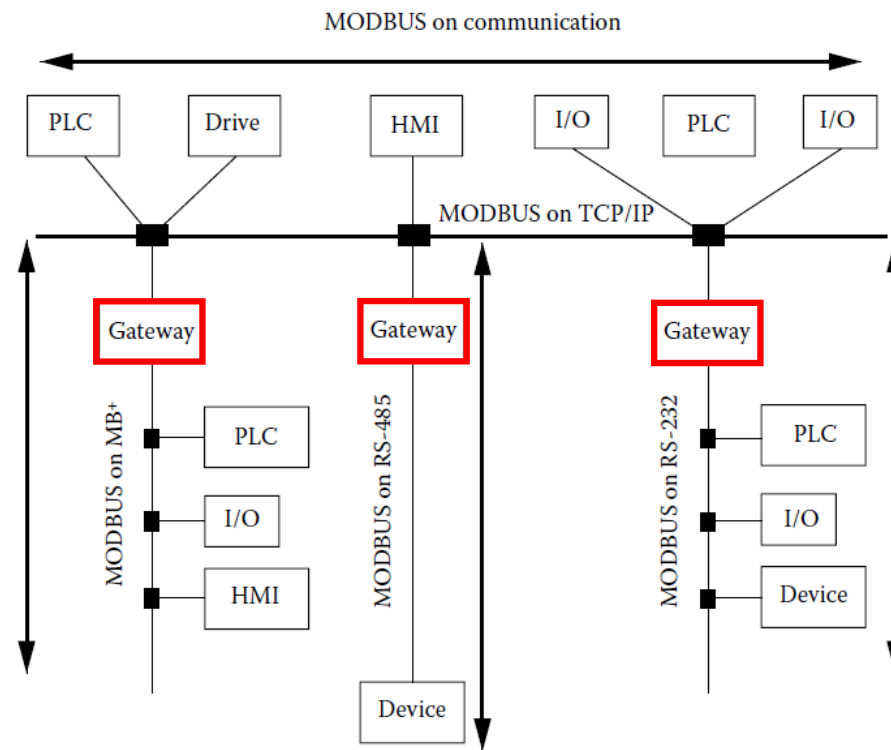 MODBUS on communication
PLC
Drive
HMI
I/O
PLC
I/O
MODBUS on TCP/IP
Gateway
Gateway
Gateway
MODBUS on MB+
PLC
I/O
HMI
MODBUS on RS-485
Device
MODBUS on RS-232
PLC
I/O
Device